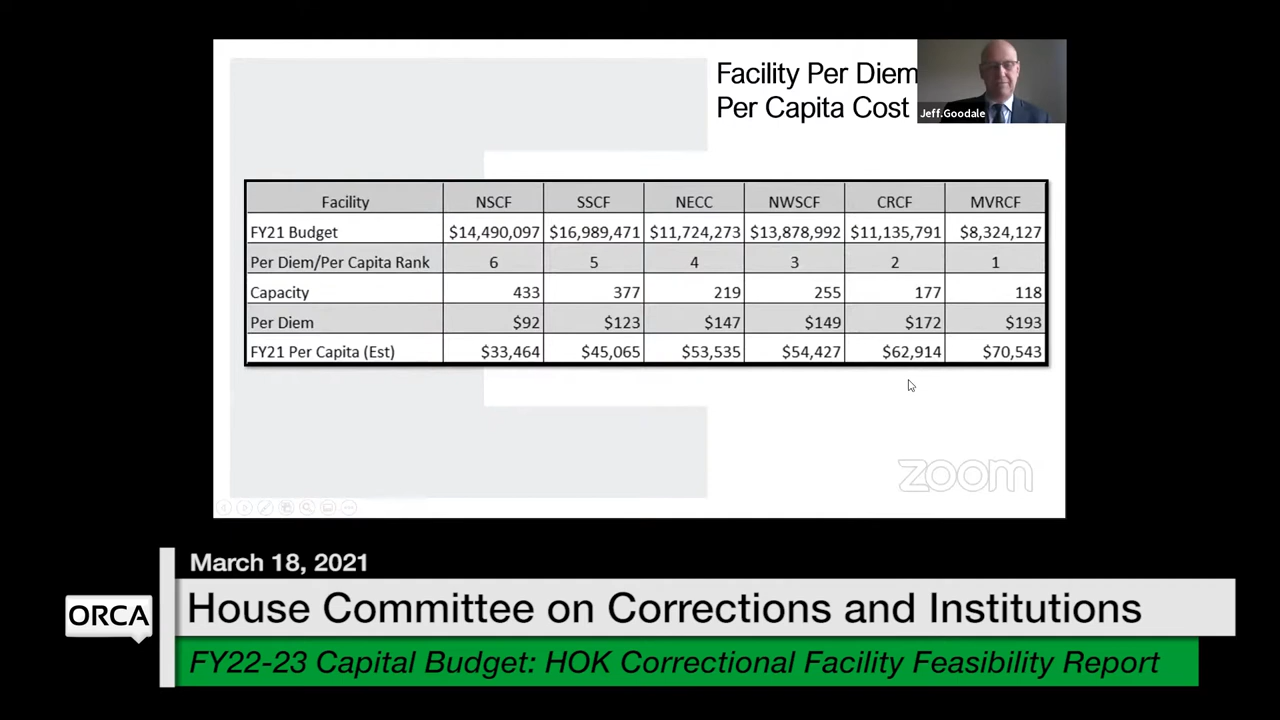 Facility Per Diem
Per Capita Cost
Jeff.Goodale
Facility NSCF SSCF NECC NWSCF CRCF MVRCF
FY21 Budget $14,490,097 $16,989,471 $11,724,273 $13,878,992 $11,135,791 $8,324,127
Per Diem/Per Capita Rank 6 5 4 3 2 1
Capacity 433 377 219 255 177 118
Per Diem $92 $123 $147 $149 $172 $193
FY21 Per Capita (Est) $33,464 $45,065 $53,535 $54,427 $62,914 $70,543
zoom
March 18, 2021
ORCA
House Committee on Corrections and Institutions
FY22-23 Capital Budget: HOK Correctional Facility Feasibility Report